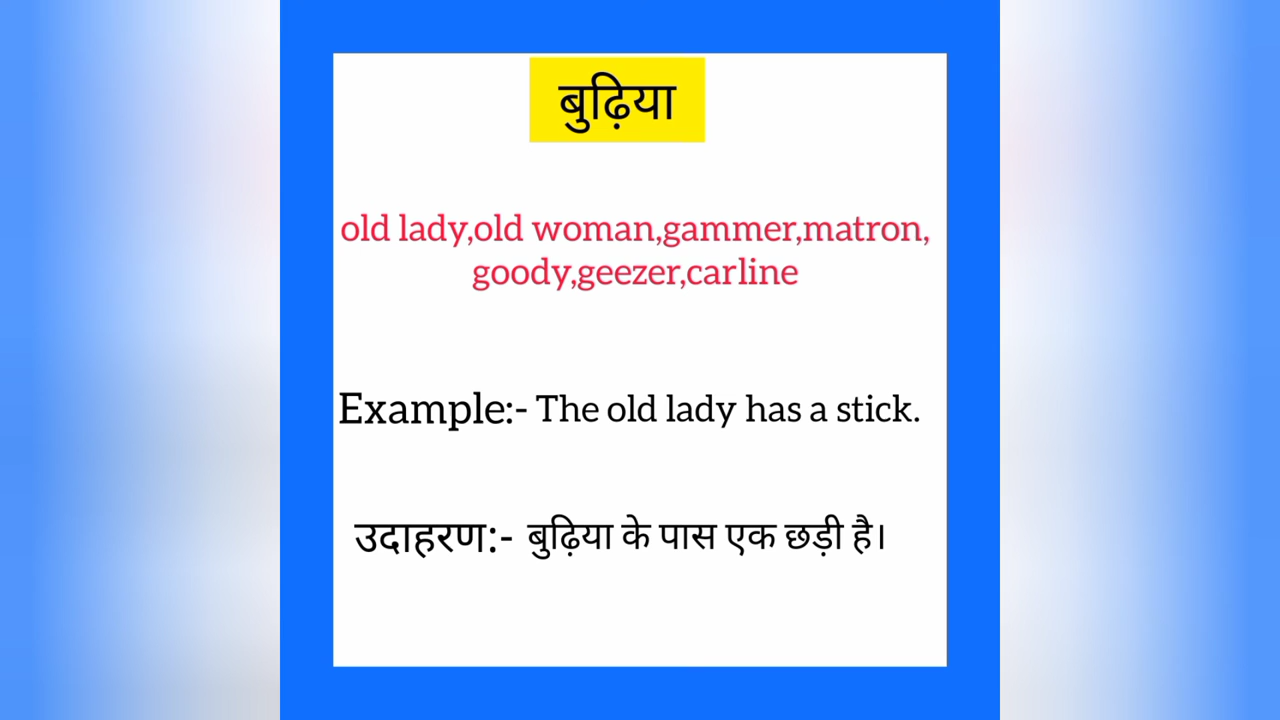 बुढ़िया
old lady,old woman,gammer,matron,
goody,geezer,carline
Example:- The old lady has a stick.
उदाहरण:- बुढ़िया के पास एक छड़ी है।